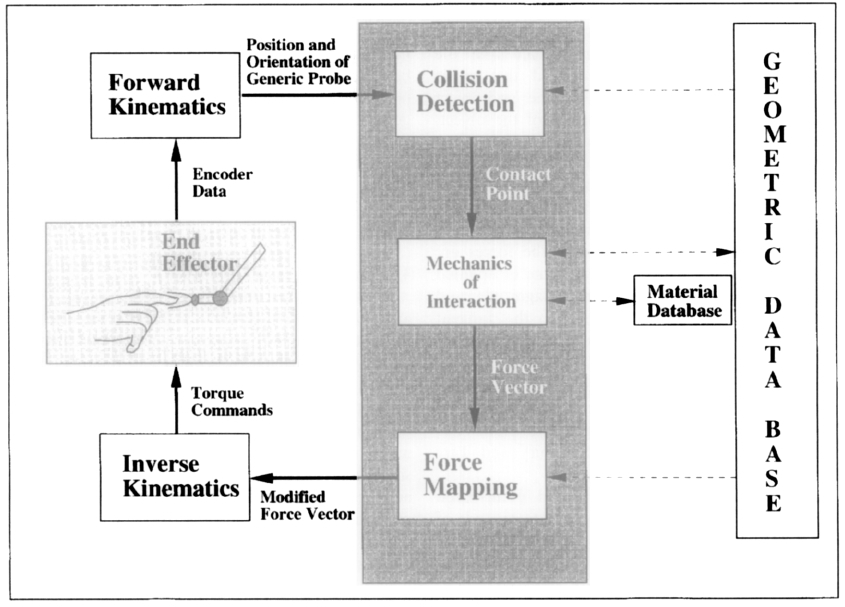 Position and
Orientation of
Generic Probe
Forward
Kinematics
Collision
Detection
Encoder
Data
Contact
Point
End
Effector
Mechanics
of
Interaction
Material
Database
Force
Vector
Torque
Commands
Inverse
Kinematics
Modified
Force Vector
Force
Mapping
GEOMETRIC DATA BASE